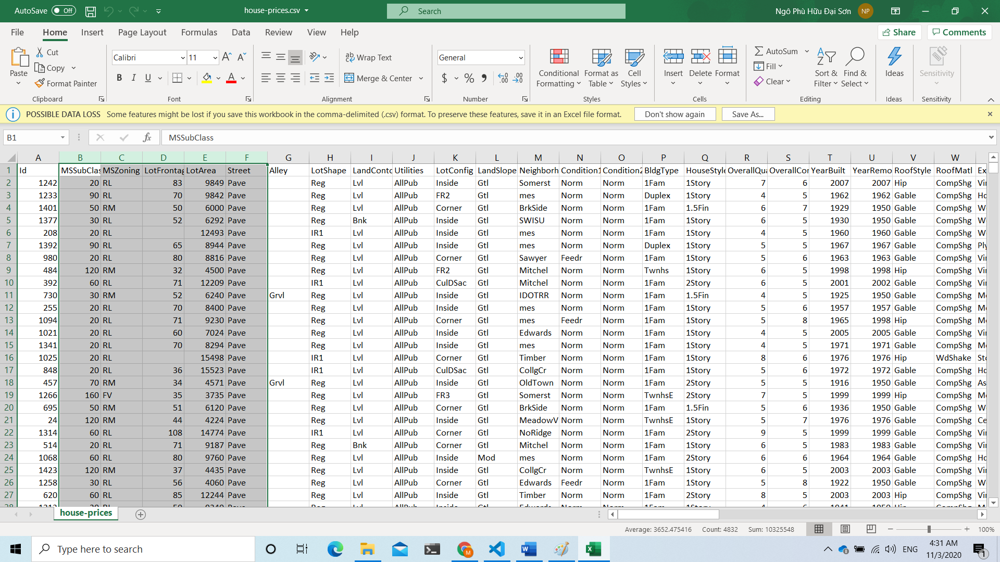 AutoSave Off house-prices.csv Search Ngô Phù Hữu Đại Sơn NP
File Home Insert Page Layout Formulas Data Review View Help Share Comments
Paste Cut Copy Format Painter Clipboard
Calibri 11 B I U A Font
Wrap Text Merge & Center Alignment
General $ % Number
Conditional Formatting Format as Table Cell Styles Styles
Insert Delete Format Cells
AutoSum Fill Clear Sort & Filter Find & Select Editing
Ideas Ideas
Sensitivity Sensitivity
POSSIBLE DATA LOSS Some features might be lost if you save this workbook in the comma-delimited (.csv) format. To preserve these features, save it in an Excel file format. Don't show again Save As...
B1 fx MSSubClass
A B C D E F G H I J K L M N O P Q R S T U V W
1 Id MSSubClas MSZoning LotFrontag LotArea Street Alley LotShape LandConto Utilities LotConfig LandSlope Neighborh Condition1 Condition2 BldgType HouseStyle OverallQua OverallCon YearBuilt YearRemo RoofStyle RoofMatl Ex
2 1242 20 RL 83 9849 Pave Reg Lvl AllPub Inside Gtl Somerst Norm Norm 1Fam 1Story 7 6 2007 2007 Hip CompShg Vi
3 1233 90 RL 70 9842 Pave Reg Lvl AllPub FR2 Gtl mes Norm Norm Duplex 1Story 4 5 1962 1962 Gable CompShg Hd
4 1401 50 RM 50 6000 Pave Reg Lvl AllPub Corner Gtl BrkSide Norm Norm 1Fam 1.5Fin 6 7 1929 1950 Gable CompShg W
5 1377 30 RL 52 6292 Pave Reg Bnk AllPub Inside Gtl SWISU Norm Norm 1Fam 1Story 6 5 1930 1950 Gable CompShg W
6 208 20 RL 12493 Pave IR1 Lvl AllPub Inside Gtl mes Norm Norm 1Fam 1Story 4 5 1960 1960 Gable CompShg W
7 1392 90 RL 65 8944 Pave Reg Lvl AllPub Inside Gtl mes Norm Norm Duplex 1Story 5 5 1967 1967 Gable CompShg Ply
8 980 20 RL 80 8816 Pave Reg Lvl AllPub Corner Gtl Sawyer Feedr Norm 1Fam 1Story 5 6 1963 1963 Gable CompShg Vi
9 484 120 RM 32 4500 Pave Reg Lvl AllPub FR2 Gtl Mitchel Norm Norm Twnhs 1Story 6 5 1998 1998 Hip CompShg Vi
10 392 60 RL 71 12209 Pave IR1 Lvl AllPub CulDSac Gtl Mitchel Norm Norm 1Fam 2Story 6 5 2001 2002 Gable CompShg Vi
11 730 30 RM 52 6240 Pave Grvl Reg Lvl AllPub Inside Gtl IDOTRR Norm Norm 1Fam 1.5Fin 4 5 1925 1950 Gable CompShg M
12 255 20 RL 70 8400 Pave Reg Lvl AllPub Inside Gtl mes Norm Norm 1Fam 1Story 5 6 1957 1957 Gable CompShg M
13 1094 20 RL 71 9230 Pave Reg Lvl AllPub Corner Gtl mes Feedr Norm 1Fam 1Story 5 8 1965 1998 Hip CompShg M
14 1021 20 RL 60 7024 Pave Reg Lvl AllPub Inside Gtl Edwards Norm Norm 1Fam 1Story 4 5 2005 2005 Gable CompShg Vi
15 1341 20 RL 70 8294 Pave Reg Lvl AllPub Inside Gtl mes Norm Norm 1Fam 1Story 4 5 1971 1971 Gable CompShg M
16 1025 20 RL 15498 Pave IR1 Lvl AllPub Corner Gtl Timber Norm Norm 1Fam 1Story 8 6 1976 1976 Hip WdShake Sto
17 848 20 RL 36 15523 Pave IR1 Lvl AllPub CulDSac Gtl CollgCr Norm Norm 1Fam 1Story 5 6 1972 1972 Gable CompShg Hd
18 457 70 RM 34 4571 Pave Grvl Reg Lvl AllPub Inside Gtl OldTown Norm Norm 1Fam 2Story 5 5 1916 1950 Gable CompShg As
19 1266 160 FV 35 3735 Pave Reg Lvl AllPub FR3 Gtl Somerst Norm Norm TwnhsE 2Story 7 5 1999 1999 Hip CompShg M
20 695 50 RM 51 6120 Pave Reg Lvl AllPub Corner Gtl BrkSide Norm Norm 1Fam 1.5Fin 5 6 1936 1950 Gable CompShg W
21 24 120 RM 44 4224 Pave Reg Lvl AllPub Inside Gtl MeadowV Norm Norm TwnhsE 1Story 5 7 1976 1976 Gable CompShg Ce
22 1314 60 RL 108 14774 Pave IR1 Lvl AllPub Corner Gtl NoRidge Norm Norm 1Fam 2Story 9 5 1999 1999 Gable CompShg Vi
23 514 20 RL 71 9187 Pave Reg Bnk AllPub Corner Gtl Mitchel Norm Norm 1Fam 1Story 6 5 1983 1983 Gable CompShg Vi
24 1068 60 RL 80 9760 Pave Reg Lvl AllPub Inside Mod mes Norm Norm 1Fam 2Story 6 6 1964 1964 Gable CompShg Hd
25 1423 120 RM 37 4435 Pave Reg Lvl AllPub Inside Gtl CollgCr Norm Norm TwnhsE 1Story 6 5 2003 2003 Gable CompShg Vi
26 1258 30 RL 56 4060 Pave Reg Lvl AllPub Corner Gtl Edwards Feedr Norm 1Fam 1Story 5 8 1922 1950 Gable CompShg W
27 620 60 RL 85 12244 Pave Reg Lvl AllPub Inside Gtl Timber Norm Norm 1Fam 2Story 8 5 2003 2003 Hip CompShg Vi
house-prices
Average: 3652.475416 Count: 4832 Sum: 10325548 100%
Type here to search ENG 4:31 AM 11/3/2020 1